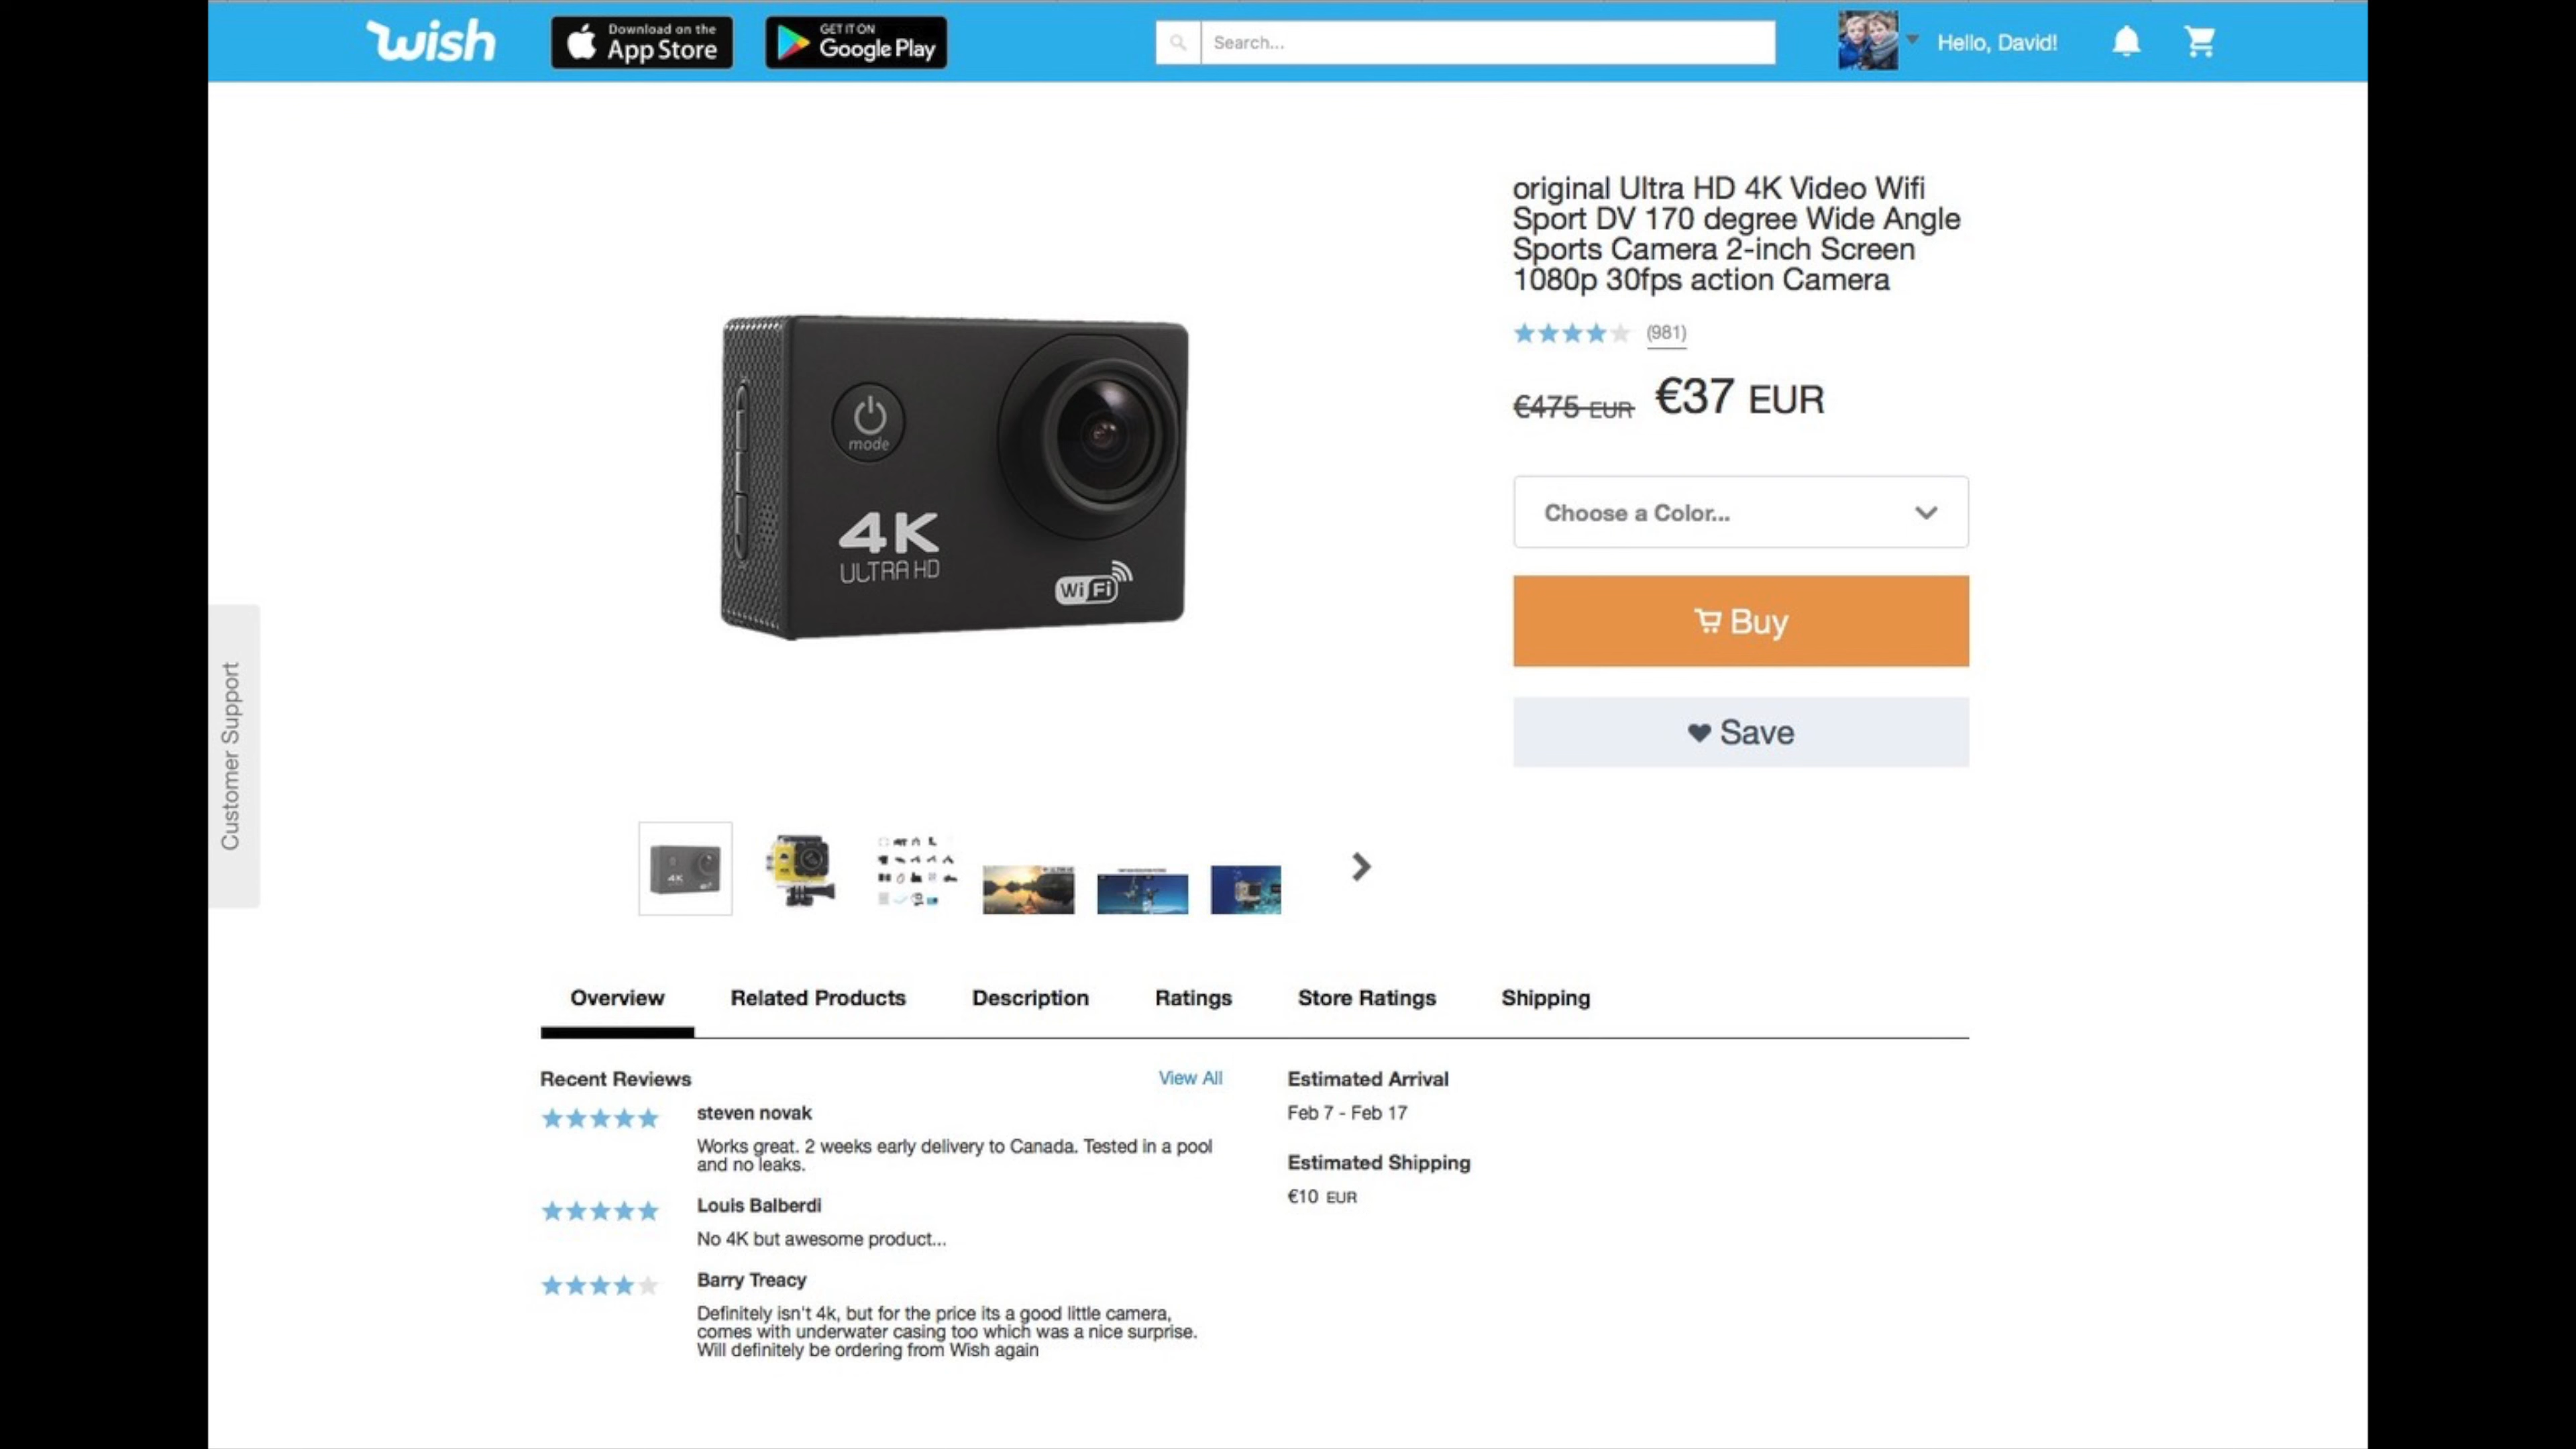 wish
Download on the
App Store
GET IT ON
Google Play
Search...
Hello, David!
original Ultra HD 4K Video Wifi
Sport DV 170 degree Wide Angle
Sports Camera 2-inch Screen
1080p 30fps action Camera
(981)
€475 EUR €37 EUR
mode
4K
ULTRA HD
WiFi
Choose a Color...
Buy
Save
Customer Support
4K
Overview
Related Products
Description
Ratings
Store Ratings
Shipping
Recent Reviews
View All
steven novak
Works great. 2 weeks early delivery to Canada. Tested in a pool
and no leaks.
Louis Balberdi
No 4K but awesome product...
Barry Treacy
Definitely isn't 4k, but for the price its a good little camera,
comes with underwater casing too which was a nice surprise.
Will definitely be ordering from Wish again
Estimated Arrival
Feb 7 - Feb 17
Estimated Shipping
€10 EUR